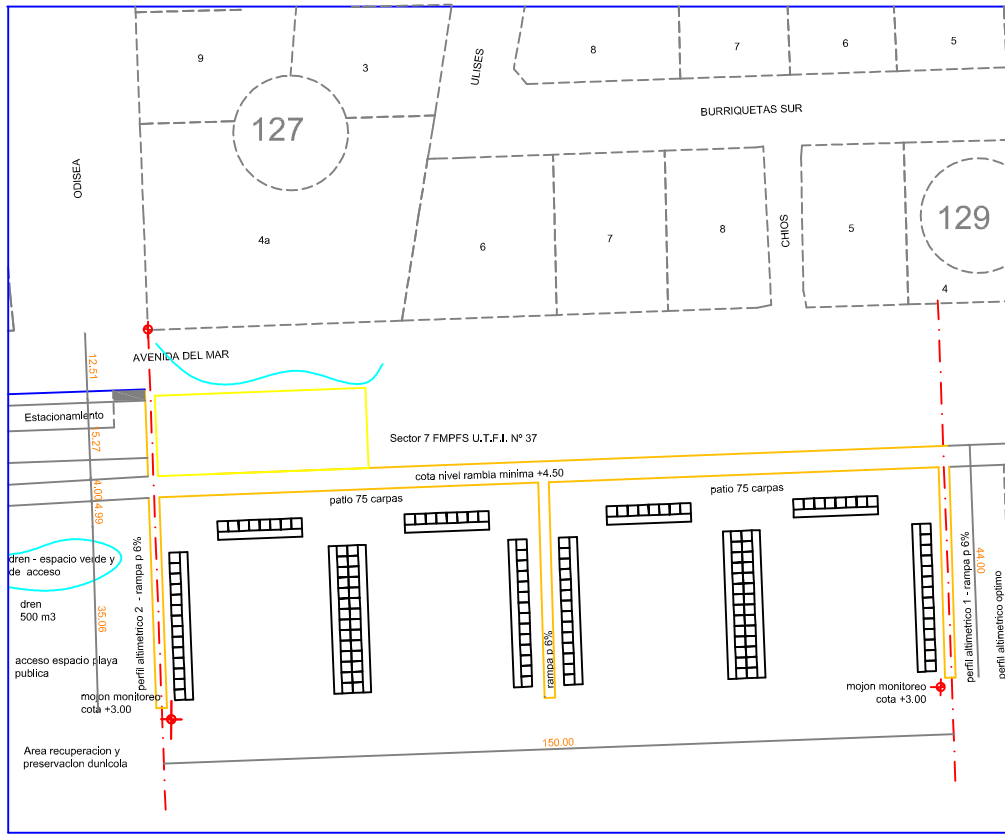 9
3
127
ULISES
8
7
6
5
BURRIQUETAS SUR
ODISEA
4a
6
7
8
CHIOS
5
129
4
AVENIDA DEL MAR
12.51
Estacionamiento
5.27
Sector 7 FMPFS U.T.F.I. Nº 37
cota nivel rambla minima +4.50
4.00
4.99
patio 75 carpas
patio 75 carpas
dren - espacio verde y
de acceso
dren
500 m3
35.06
acceso espacio playa
publica
perfil altimetrico 2 - rampa p 6%
rampa p 6%
perfil altimetrico 1 - rampa p 6%
44.00
perfil altimetrico optimo
mojon monitoreo
cota +3.00
mojon monitoreo
cota +3.00
Area recuperacion y
preservacion dunicola
150.00